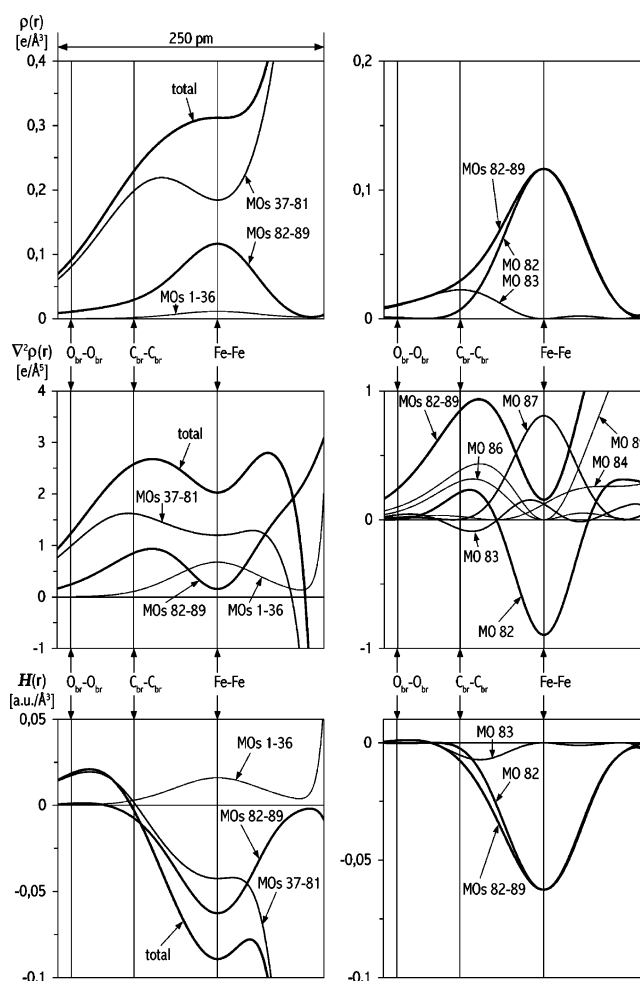 ρ(r)
[e/Å³]
250 pm
0,4
0,3
0,2
0,1
0
total
MOs 37-81
MOs 82-89
MOs 1-36
0,2
0,1
0
MOs 82-89
MO 82
MO 83
∇²ρ(r)
[e/Å⁵]
O_br-O_br
C_br-C_br
Fe-Fe
O_br-O_br
C_br-C_br
Fe-Fe
4
3
2
1
0
-1
total
MOs 37-81
MOs 82-89
MOs 1-36
1
0
-1
MOs 82-89
MO 87
MO 86
MO 84
MO 83
MO 82
H(r)
[a.u./Å³]
O_br-O_br
C_br-C_br
Fe-Fe
O_br-O_br
C_br-C_br
Fe-Fe
0,05
0
-0,05
-0,1
MOs 1-36
MOs 82-89
MOs 37-81
total
0
-0,05
-0,1
MO 83
MO 82
MOs 82-89